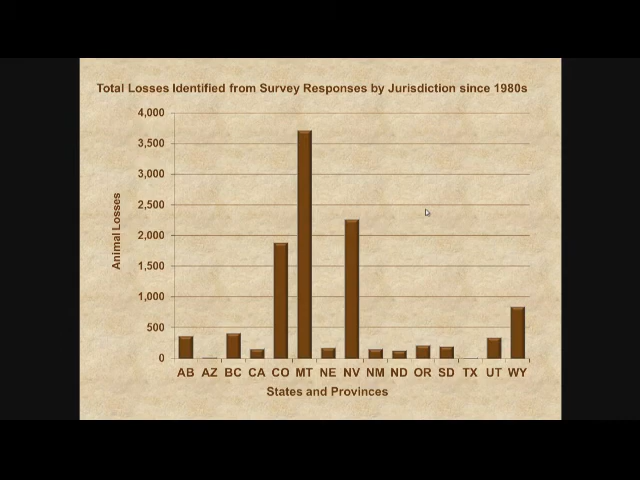 Total Losses Identified from Survey Responses by Jurisdiction since 1980s
4,000
3,500
3,000
2,500
2,000
1,500
1,000
500
0
Animal Losses
AB AZ BC CA CO MT NE NV NM ND OR SD TX UT WY
States and Provinces